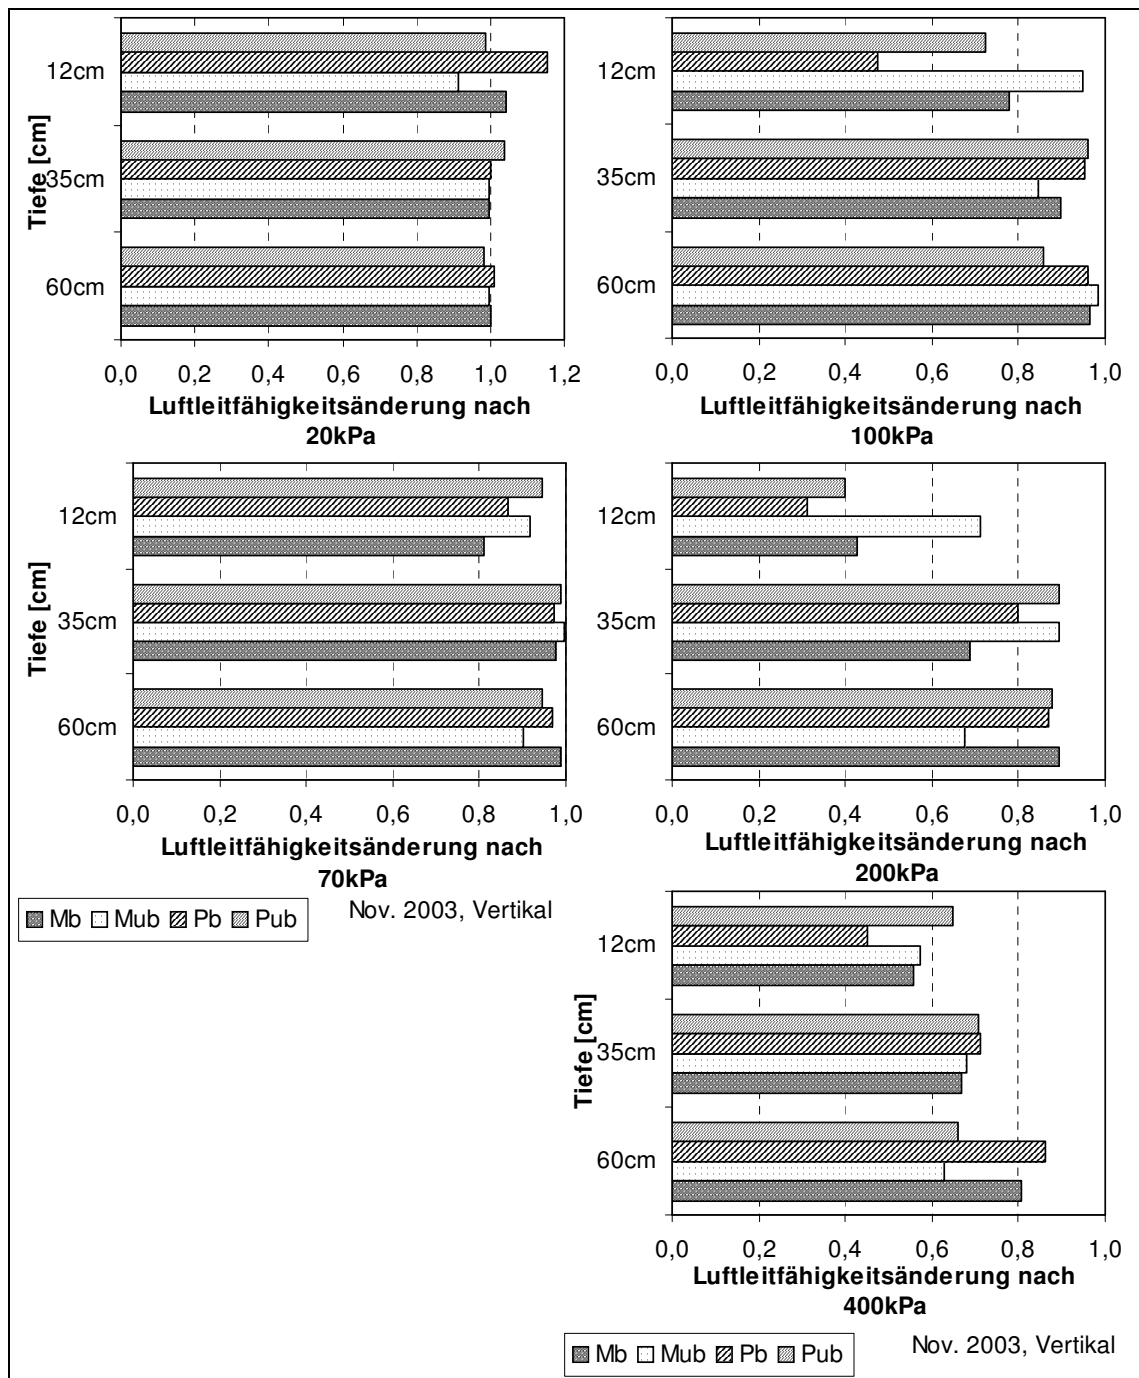 Tiefe [cm]
12cm
35cm
60cm
0,0 0,2 0,4 0,6 0,8 1,0 1,2
Luftleitfähigkeitsänderung nach
20kPa
12cm
35cm
60cm
0,0 0,2 0,4 0,6 0,8 1,0
Luftleitfähigkeitsänderung nach
100kPa
Tiefe [cm]
12cm
35cm
60cm
0,0 0,2 0,4 0,6 0,8 1,0
Luftleitfähigkeitsänderung nach
70kPa
12cm
35cm
60cm
0,0 0,2 0,4 0,6 0,8 1,0
Luftleitfähigkeitsänderung nach
200kPa
Mb Mub Pb Pub
Nov. 2003, Vertikal
Tiefe [cm]
12cm
35cm
60cm
0,0 0,2 0,4 0,6 0,8 1,0
Luftleitfähigkeitsänderung nach
400kPa
Mb Mub Pb Pub
Nov. 2003, Vertikal